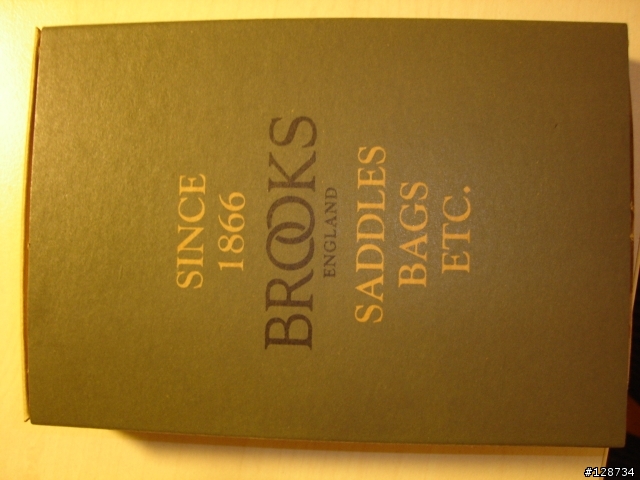 SINCE
1866
BROOKS
ENGLAND
SADDLES
BAGS
ETC.
#128734